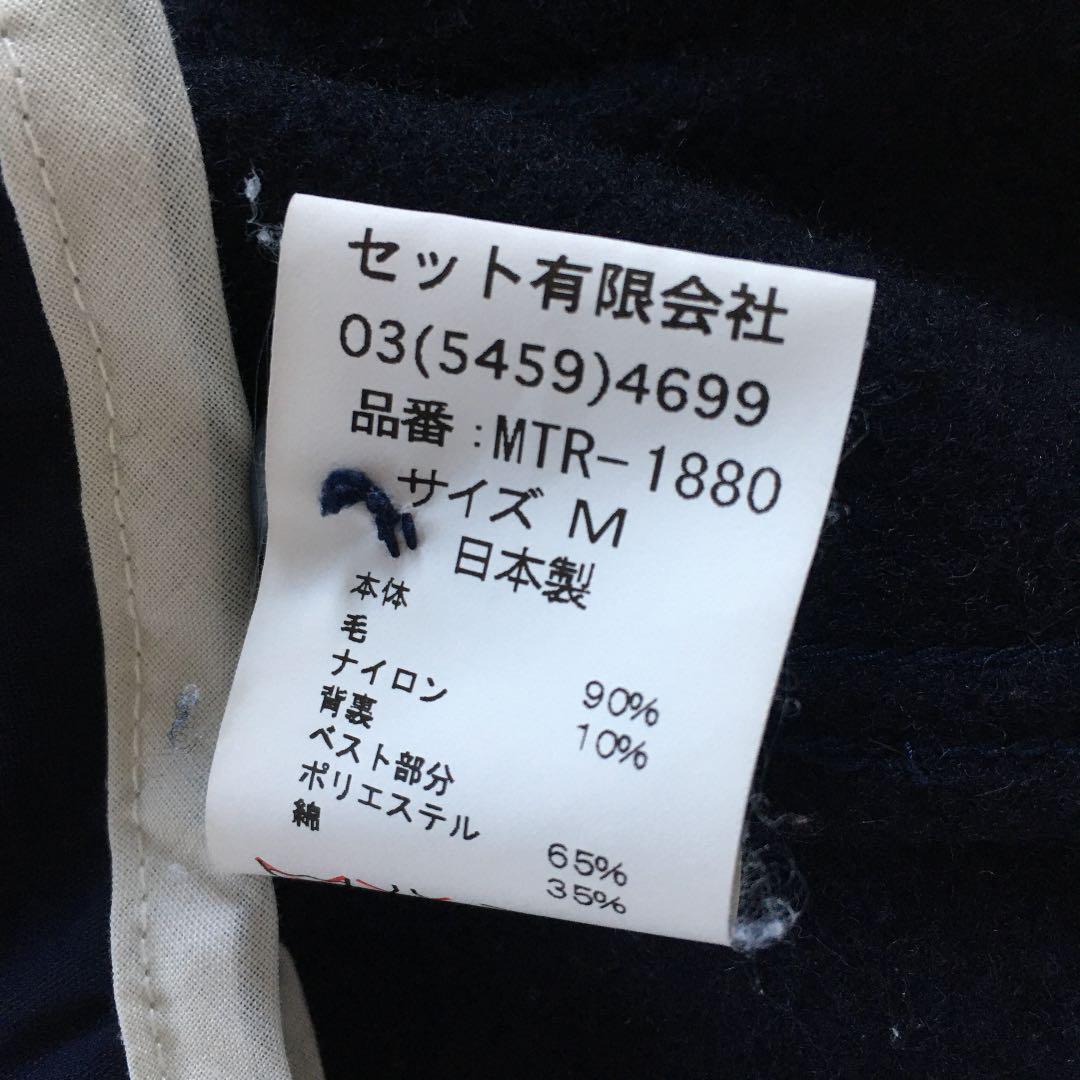 セット有限会社
03(5459)4699
品番:MTR-1880
サイズ M
日本製
本体
毛 90%
ナイロン 10%
背裏
ベスト部分
ポリエステル 65%
綿 35%